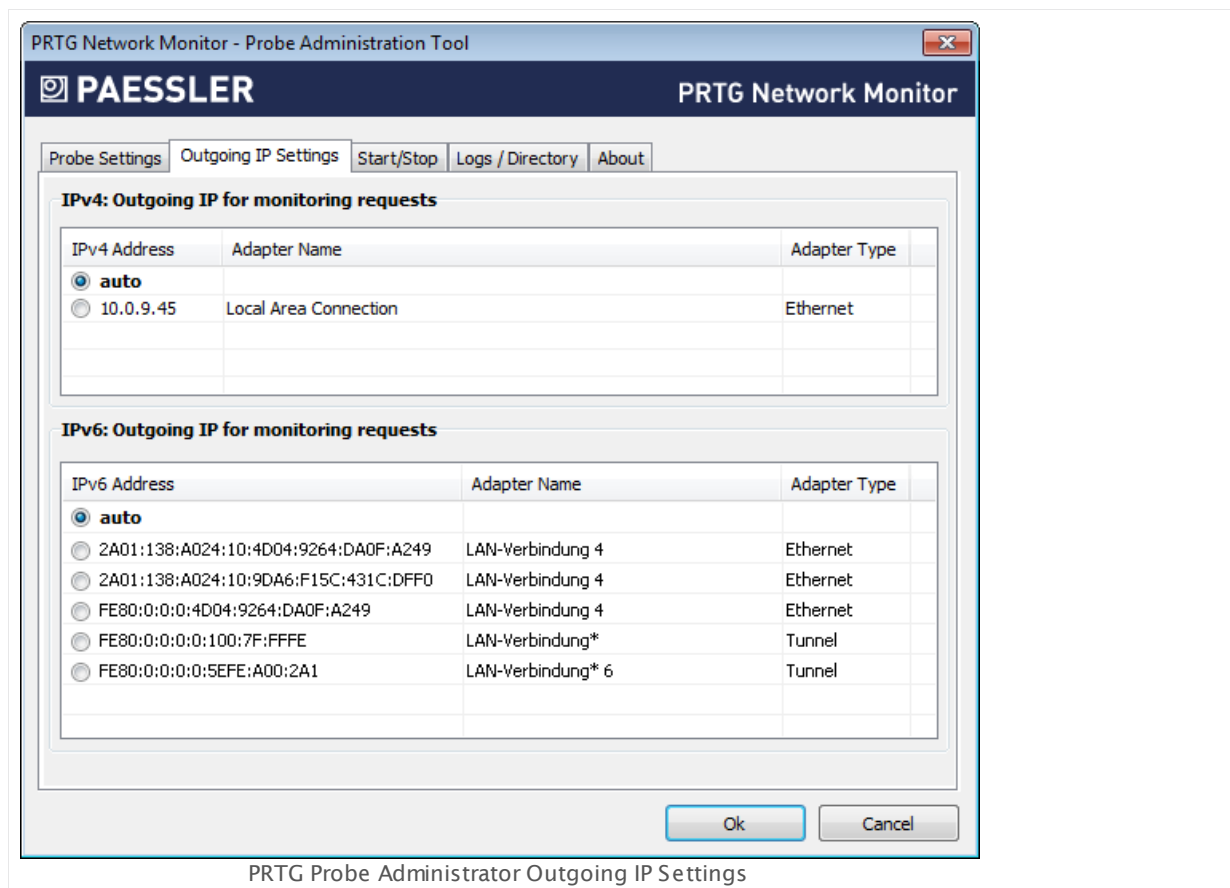 PRTG Network Monitor - Probe Administration Tool
PAESSLER PRTG Network Monitor
Probe Settings Outgoing IP Settings Start/Stop Logs / Directory About
IPv4: Outgoing IP for monitoring requests
IPv4 Address Adapter Name Adapter Type
auto
10.0.9.45 Local Area Connection Ethernet
IPv6: Outgoing IP for monitoring requests
IPv6 Address Adapter Name Adapter Type
auto
2A01:138:A024:10:4D04:9264:DA0F:A249 LAN-Verbindung 4 Ethernet
2A01:138:A024:10:9DA6:F15C:431C:DFF0 LAN-Verbindung 4 Ethernet
FE80:0:0:0:4D04:9264:DA0F:A249 LAN-Verbindung 4 Ethernet
FE80:0:0:0:0:100:7F:FFFE LAN-Verbindung* Tunnel
FE80:0:0:0:0:5EFE:A00:2A1 LAN-Verbindung* 6 Tunnel
Ok Cancel
PRTG Probe Administrator Outgoing IP Settings